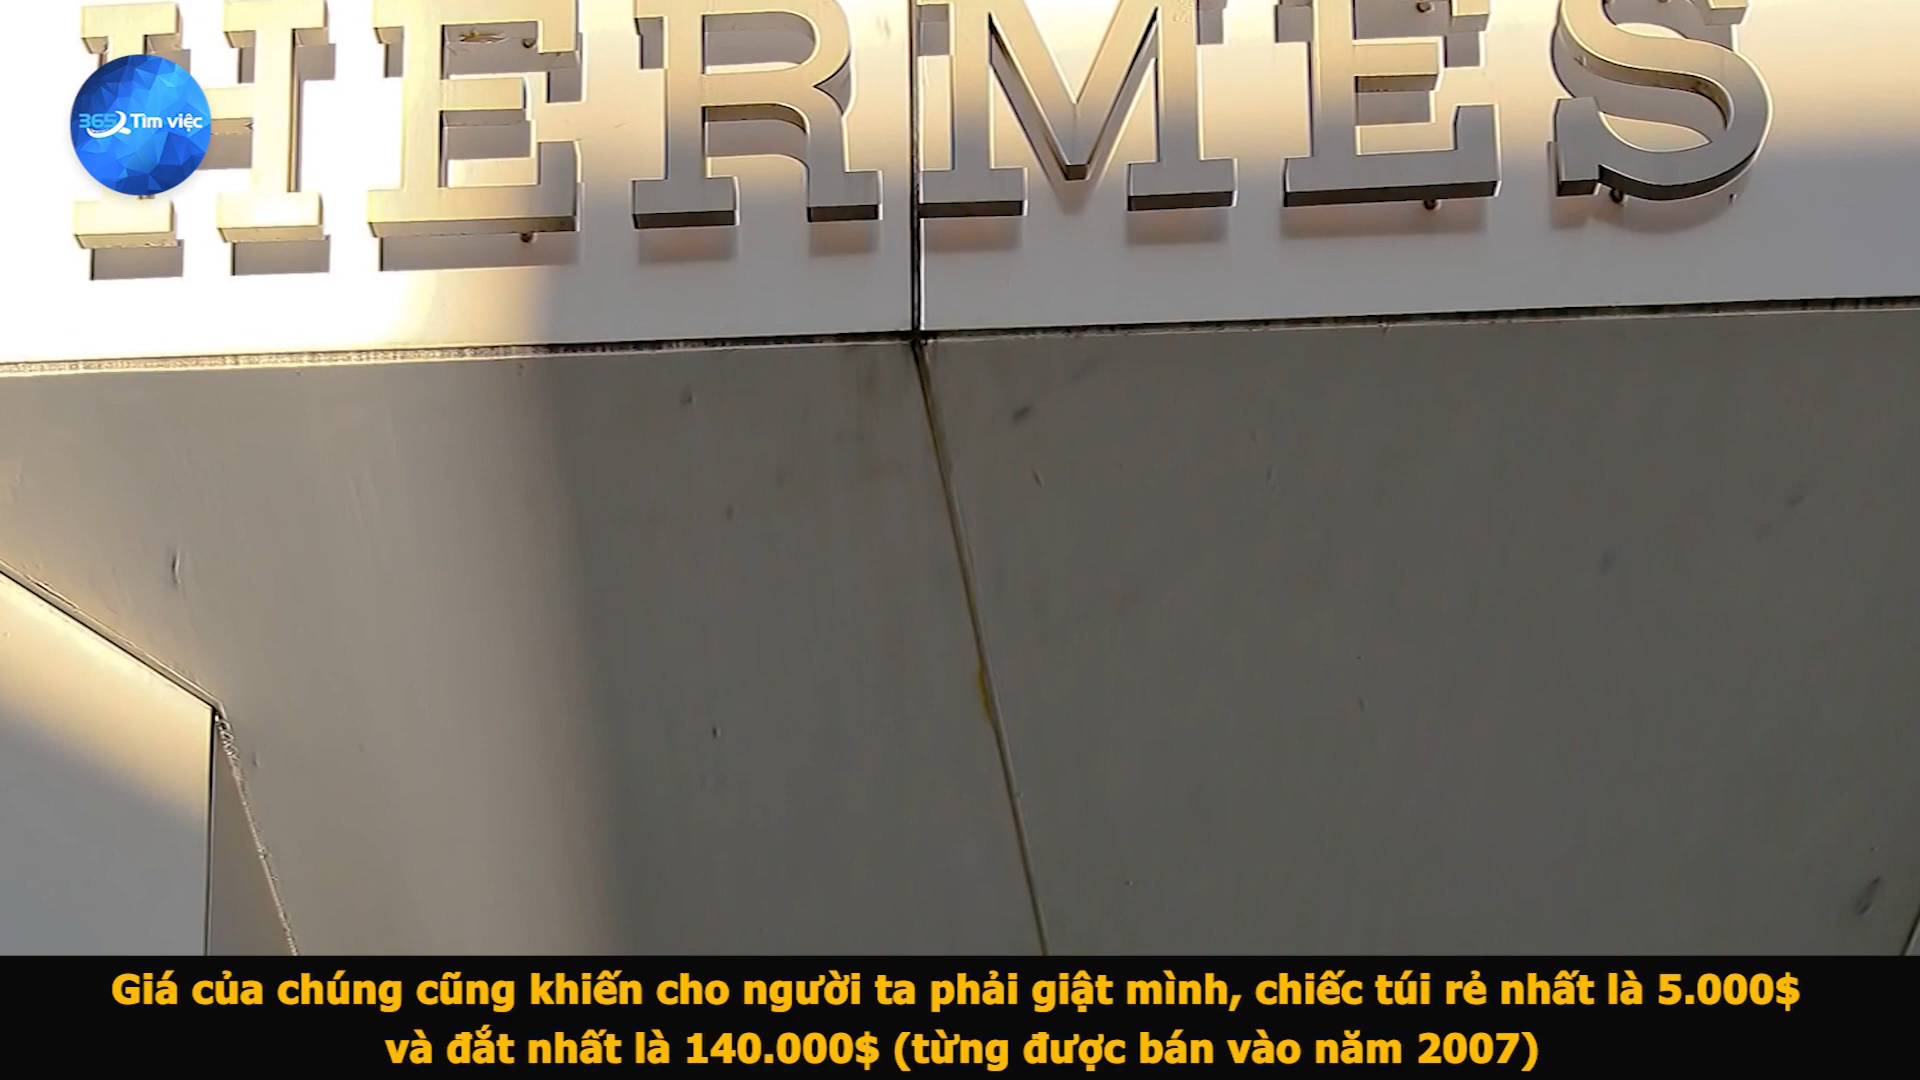 HERMES
365 Tìm việc
Giá của chúng cũng khiến cho người ta phải giật mình, chiếc túi rẻ nhất là 5.000$
và đắt nhất là 140.000$ (từng được bán vào năm 2007)